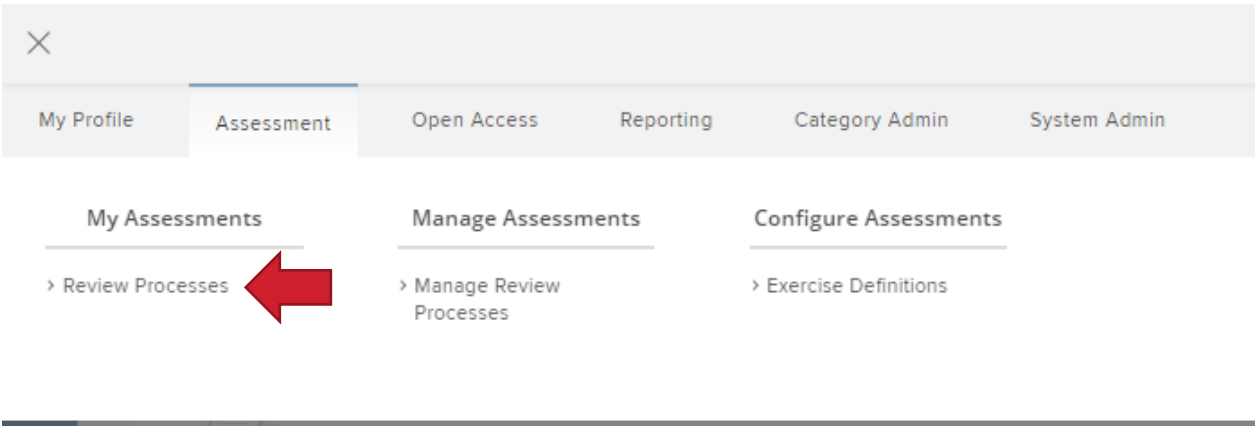 My Profile
Assessment
Open Access
Reporting
Category Admin
System Admin
My Assessments
> Review Processes
Manage Assessments
> Manage Review
Processes
Configure Assessments
> Exercise Definitions